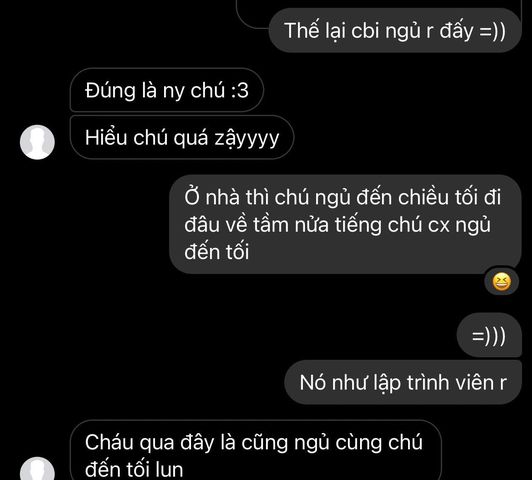 Thế lại cbi ngủ r đấy =))
Đúng là ny chú :3
Hiểu chú quá zậyyyy
Ở nhà thì chú ngủ đến chiều tối đi
đâu về tầm nửa tiếng chú cx ngủ
đến tối
=)))
Nó như lập trình viên r
Cháu qua đây là cũng ngủ cùng chú
đến tối lun